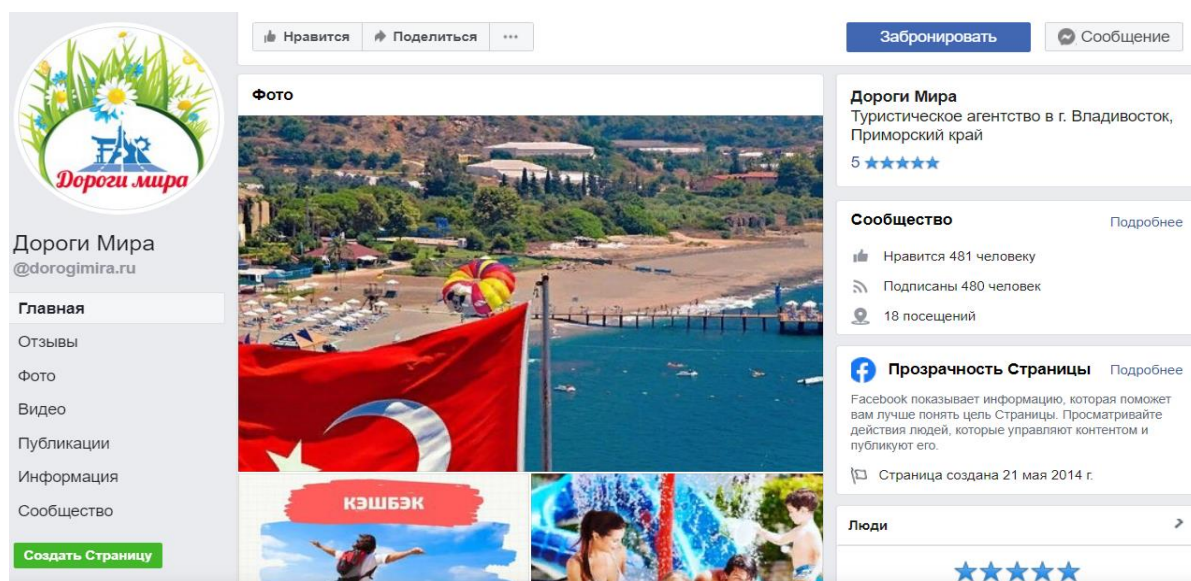 Дороги мира
Дороги Мира
@dorogimira.ru
Главная
Отзывы
Фото
Видео
Публикации
Информация
Сообщество
Создать Страницу
Нравится
Поделиться
...
Забронировать
Сообщение
Фото
КЭШБЭК
Дороги Мира
Туристическое агентство в г. Владивосток,
Приморский край
5 ★★★★★
Сообщество
Подробнее
Нравится 481 человеку
Подписаны 480 человек
18 посещений
Прозрачность Страницы
Подробнее
Facebook показывает информацию, которая поможет
вам лучше понять цель Страницы. Просматривайте
действия людей, которые управляют контентом и
публикуют его.
Страница создана 21 мая 2014 г.
Люди